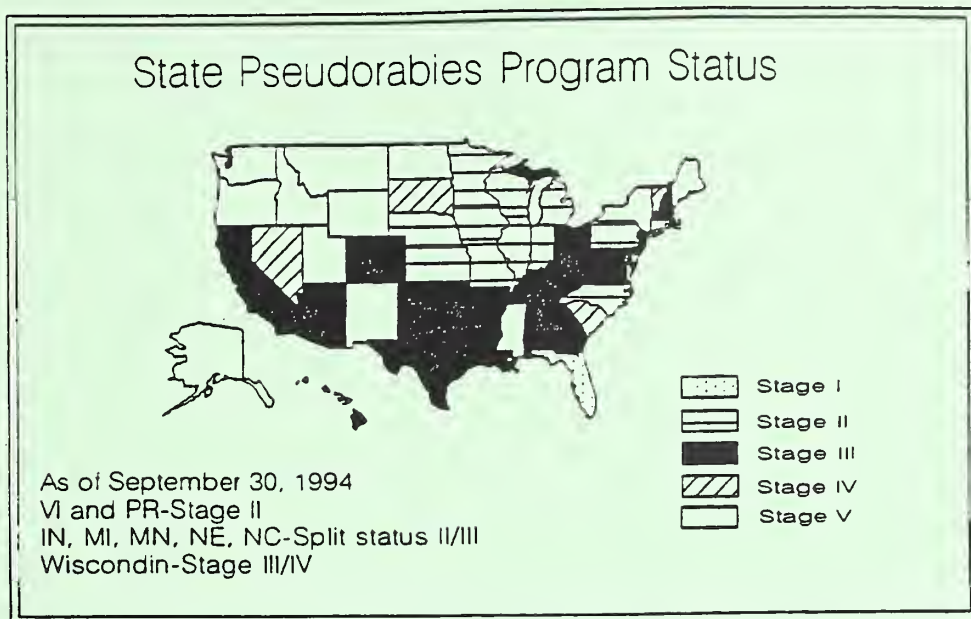 State Pseudorabies Program Status
Stage I
Stage II
Stage III
Stage IV
Stage V
As of September 30, 1994
VI and PR-Stage II
IN, MI, MN, NE, NC-Split status II/III
Wiscondin-Stage III/IV